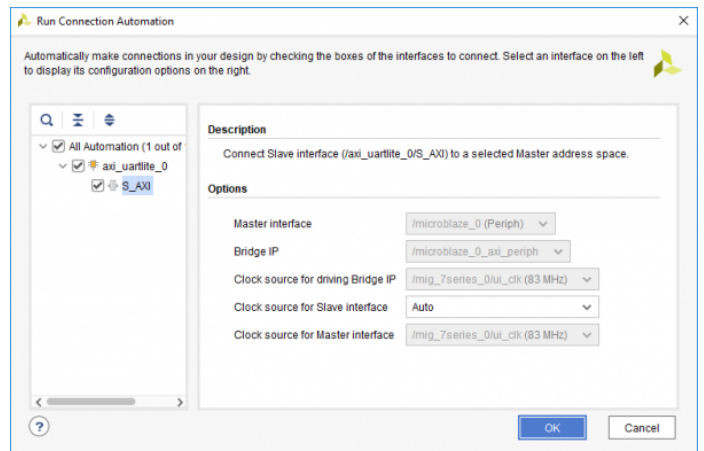 Run Connection Automation
Automatically make connections in your design by checking the boxes of the interfaces to connect. Select an interface on the left
to display its configuration options on the right.
All Automation (1 out of
axi_uartlite_0
S_AXI
Description
Connect Slave interface (/axi_uartlite_0/S_AXI) to a selected Master address space.
Options
Master interface /microblaze_0 (Periph)
Bridge IP /microblaze_0_axi_periph
Clock source for driving Bridge IP /mig_7series_0/ui_clk (83 MHz)
Clock source for Slave interface Auto
Clock source for Master interface /mig_7series_0/ui_clk (83 MHz)
?
OK
Cancel